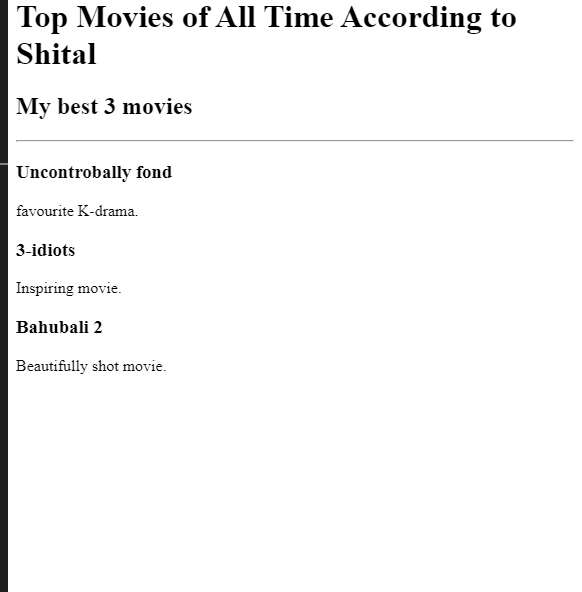 Top Movies of All Time According to
Shital
My best 3 movies
Uncontrobally fond
favourite K-drama.
3-idiots
Inspiring movie.
Bahubali 2
Beautifully shot movie.